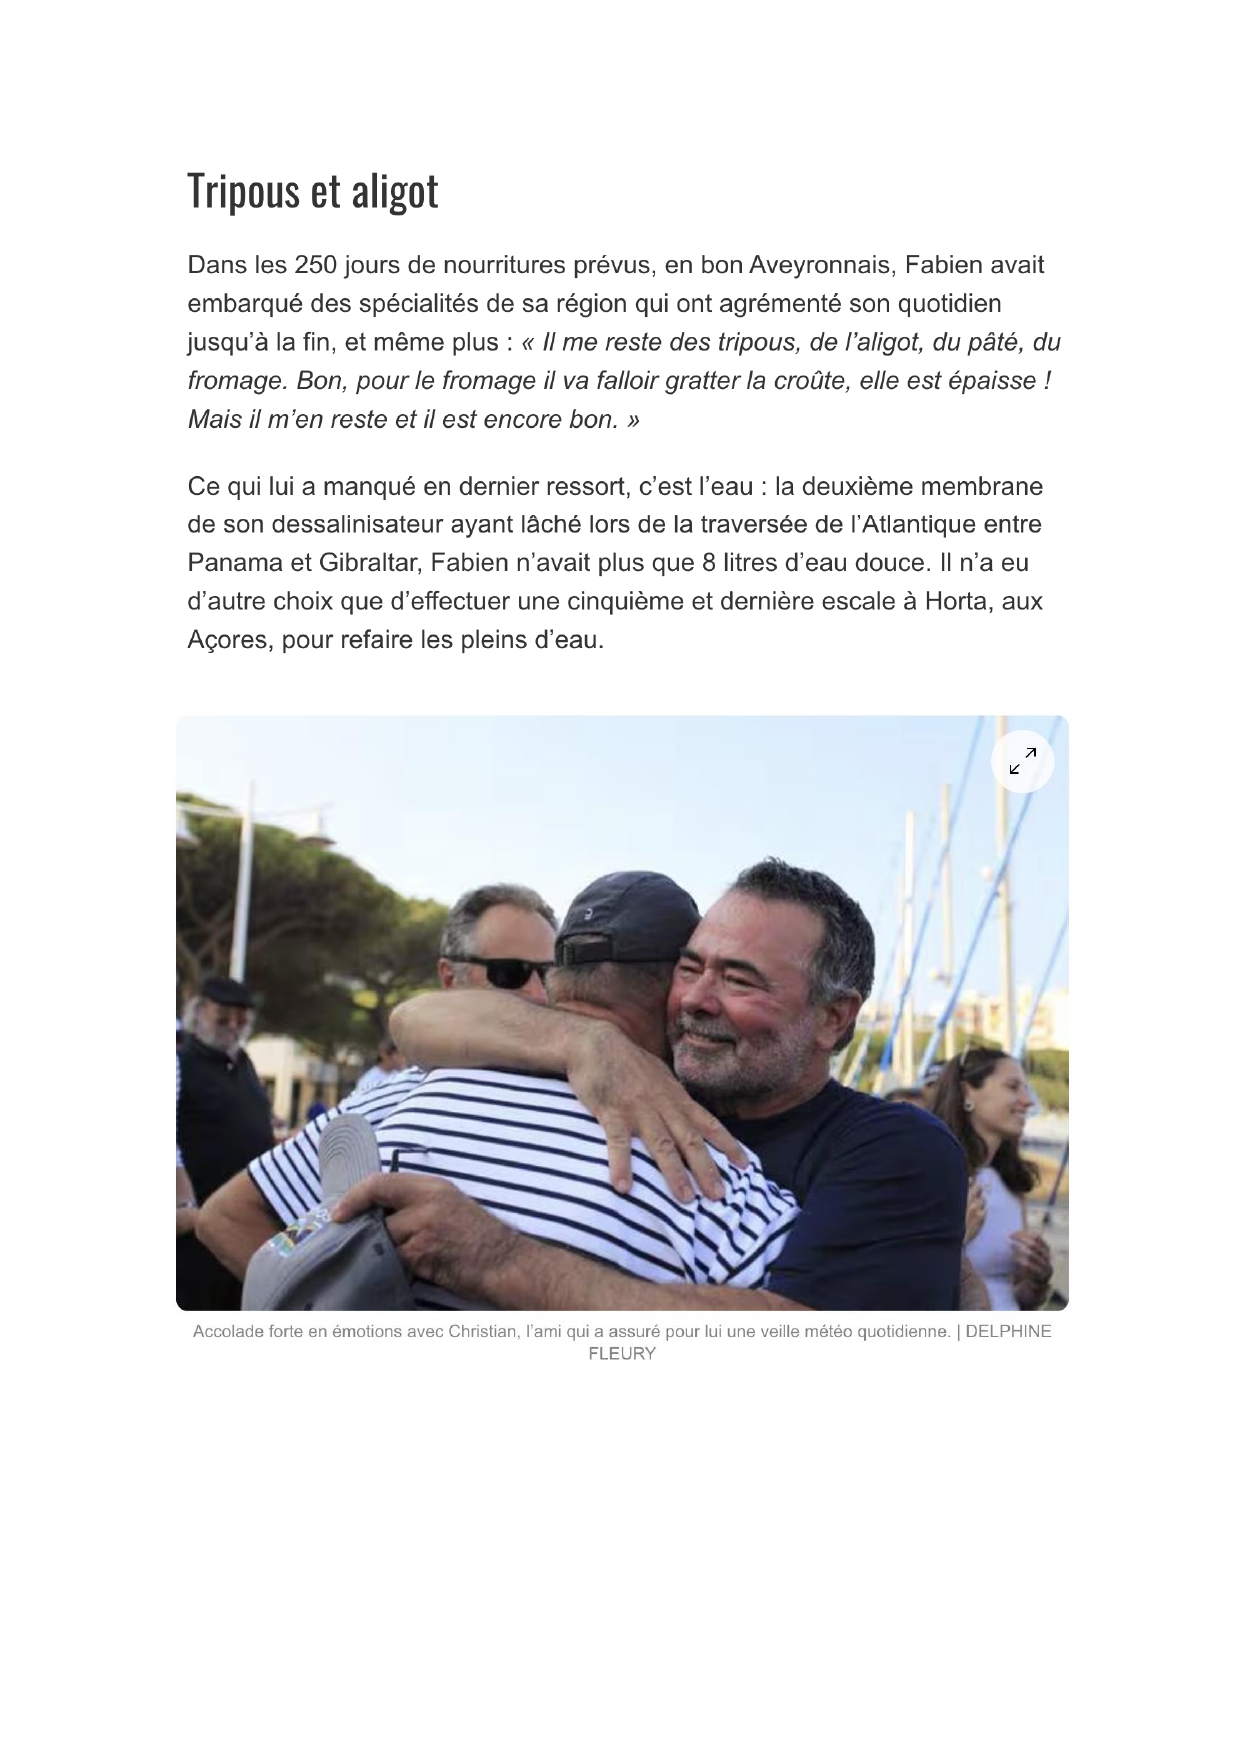 Tripous et aligot
Dans les 250 jours de nourritures prévus, en bon Aveyronnais, Fabien avait
embarqué des spécialités de sa région qui ont agrémenté son quotidien
jusqu’à la fin, et même plus : « Il me reste des tripous, de l’aligot, du pâté, du
fromage. Bon, pour le fromage il va falloir gratter la croûte, elle est épaisse !
Mais il m’en reste et il est encore bon. »
Ce qui lui a manqué en dernier ressort, c’est l’eau : la deuxième membrane
de son dessalinisateur ayant lâché lors de la traversée de l’Atlantique entre
Panama et Gibraltar, Fabien n’avait plus que 8 litres d’eau douce. Il n’a eu
d’autre choix que d’effectuer une cinquième et dernière escale à Horta, aux
Açores, pour refaire les pleins d’eau.
Accolade forte en émotions avec Christian, l’ami qui a assuré pour lui une veille météo quotidienne. | DELPHINE
FLEURY